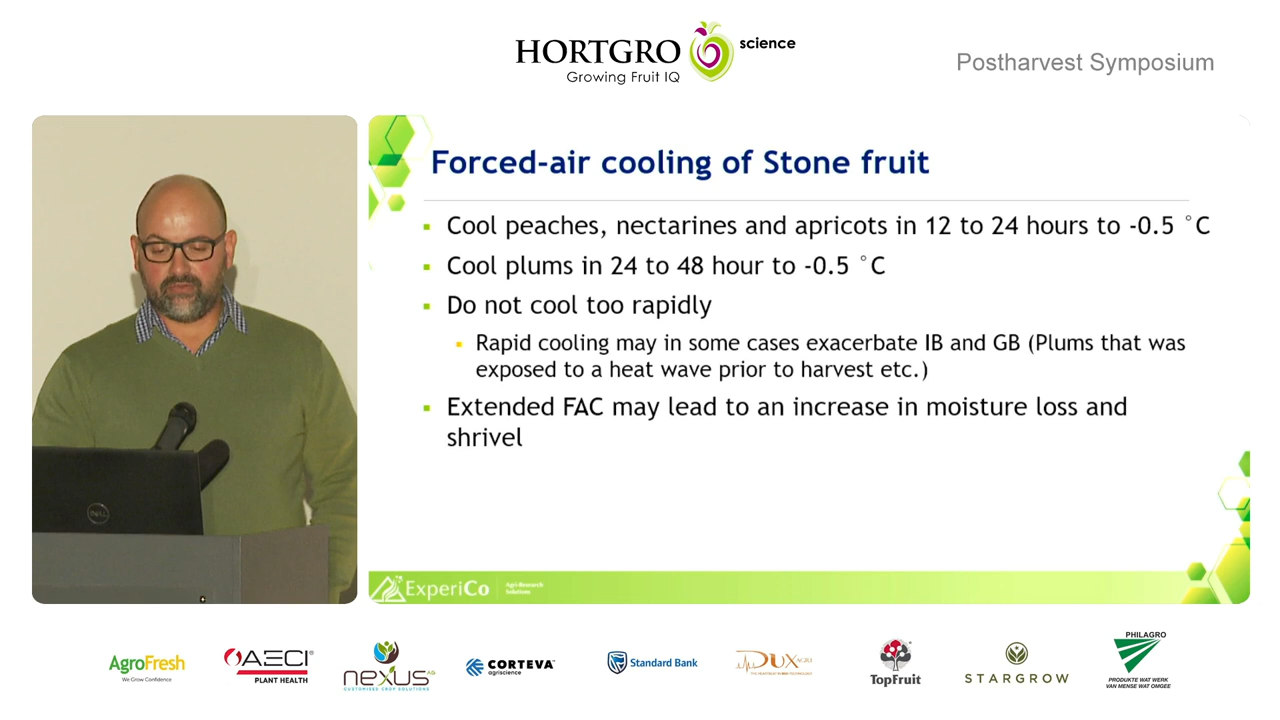 HORTGRO science
Growing Fruit IQ
Postharvest Symposium
Forced-air cooling of Stone fruit
Cool peaches, nectarines and apricots in 12 to 24 hours to -0.5 °C
Cool plums in 24 to 48 hour to -0.5 °C
Do not cool too rapidly
Rapid cooling may in some cases exacerbate IB and GB (Plums that was
exposed to a heat wave prior to harvest etc.)
Extended FAC may lead to an increase in moisture loss and
shrivel
DELL
ExperiCo
Agri-Research
Solutions
AgroFresh
We Grow Confidence
AECI
PLANT HEALTH
nexus AG
CUSTOMISED CROP SOLUTIONS
CORTEVA
agriscience
Standard Bank
DUX AGRI
TopFruit
STARGROW
PHILAGRO
PRODUKTE WAT WERK
VAN MENSE WAT OMGEE